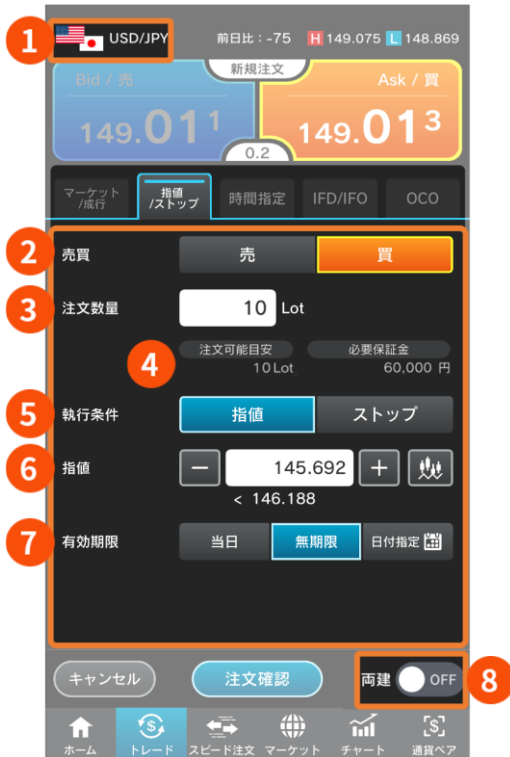 1
USD/JPY
前日比：-75 H 149.075 L 148.869
新規注文
Bid / 売
Ask / 買
149.011
149.013
0.2
マーケット
/成行
指値
/ストップ
時間指定
IFD/IFO
OCO
2 売買 売 買
3 注文数量 10 Lot
4
注文可能目安 必要保証金
10 Lot 60,000 円
5 執行条件 指値 ストップ
6 指値 － 145.692 ＋
< 146.188
7 有効期限 当日 無期限 日付指定
キャンセル 注文確認 両建 OFF 8
ホーム トレード スピード注文 マーケット チャート 通貨ペア